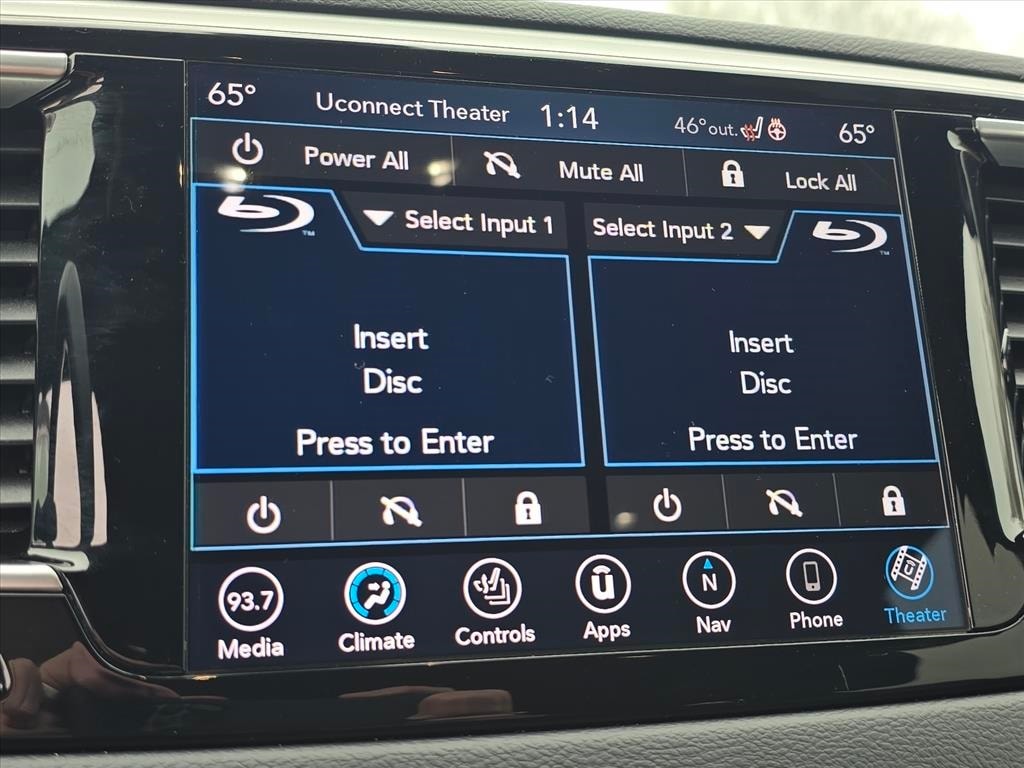 65° Uconnect Theater 1:14 46°out. 65°
Power All Mute All Lock All
Select Input 1 Select Input 2
TM TM
Insert
Disc
Press to Enter
Insert
Disc
Press to Enter
93.7 N
Media Climate Controls Apps Nav Phone Theater